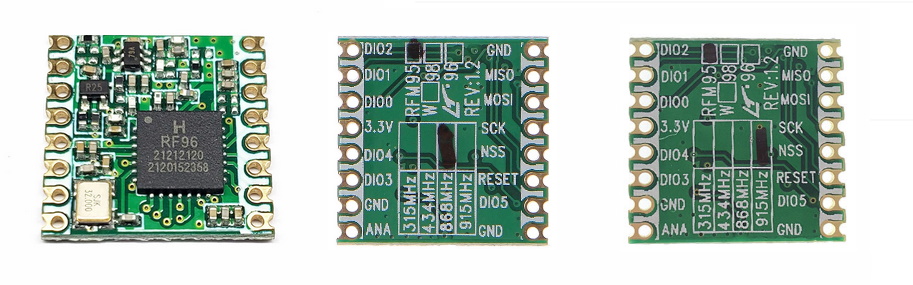 R25
H
RF96
21212120
2120152358
32.000
DIO2
DIO1
DIO0
3.3V
DIO4
DIO3
GND
ANA
RFM95
W 98
96
REV:1.2
GND
MISO
MOSI
SCK
NSS
RESET
DIO5
GND
315MHz
434MHz
868MHz
915MHz
DIO2
DIO1
DIO0
3.3V
DIO4
DIO3
GND
ANA
RFM95
W 98
96
REV:1.2
GND
MISO
MOSI
SCK
NSS
RESET
DIO5
GND
315MHz
434MHz
868MHz
915MHz